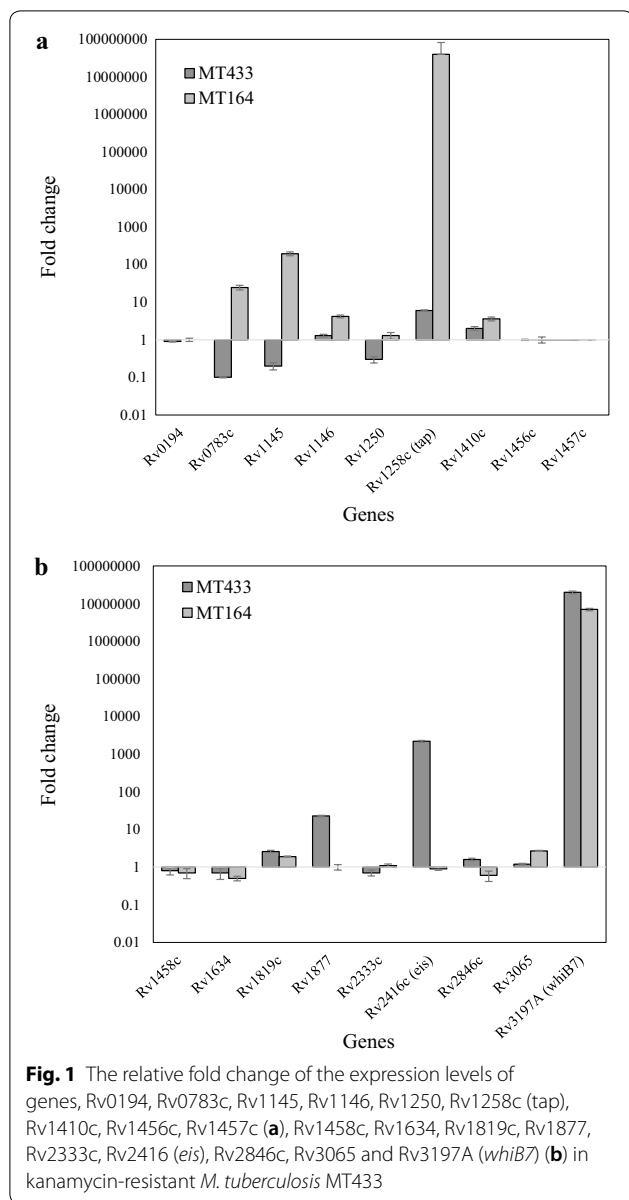 a
100000000
10000000
1000000
100000
10000
1000
100
10
1
0.1
0.01
Fold change
MT433
MT164
Rv0194
Rv0783c
Rv1145
Rv1146
Rv1250
Rv1258c (tap)
Rv1410c
Rv1456c
Rv1457c
Genes
b
100000000
10000000
1000000
100000
10000
1000
100
10
1
0.1
0.01
Fold change
MT433
MT164
Rv1458c
Rv1634
Rv1819c
Rv1877
Rv2333c
Rv2416c (eis)
Rv2846c
Rv3065
Rv3197A (whiB7)
Genes
Fig. 1 The relative fold change of the expression levels of
genes, Rv0194, Rv0783c, Rv1145, Rv1146, Rv1250, Rv1258c (tap),
Rv1410c, Rv1456c, Rv1457c (a), Rv1458c, Rv1634, Rv1819c, Rv1877,
Rv2333c, Rv2416 (eis), Rv2846c, Rv3065 and Rv3197A (whiB7) (b) in
kanamycin-resistant M. tuberculosis MT433